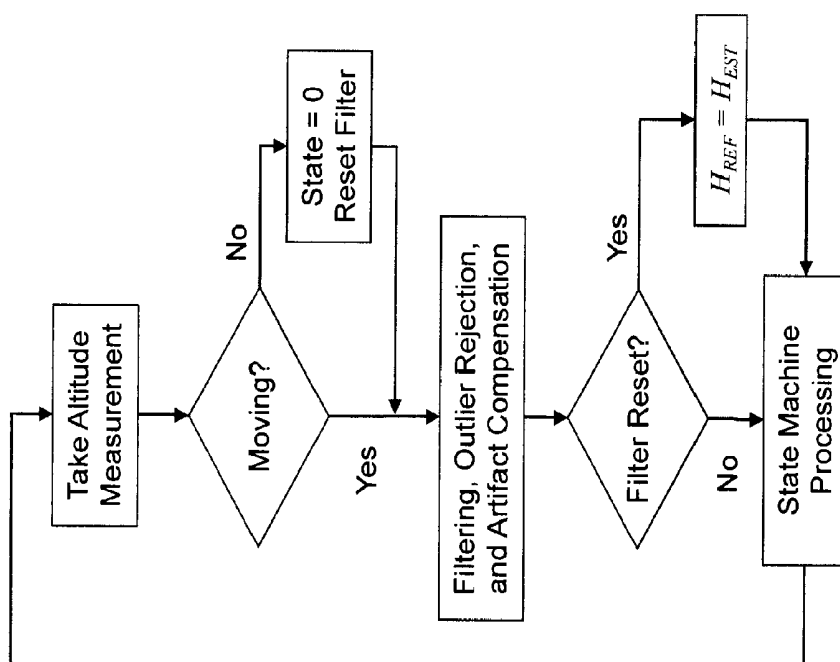 Take Altitude
Measurement
Moving?
No
State = 0
Reset Filter
Yes
Filtering, Outlier Rejection,
and Artifact Compensation
Filter Reset?
Yes
H_REF = H_EST
No
State Machine
Processing